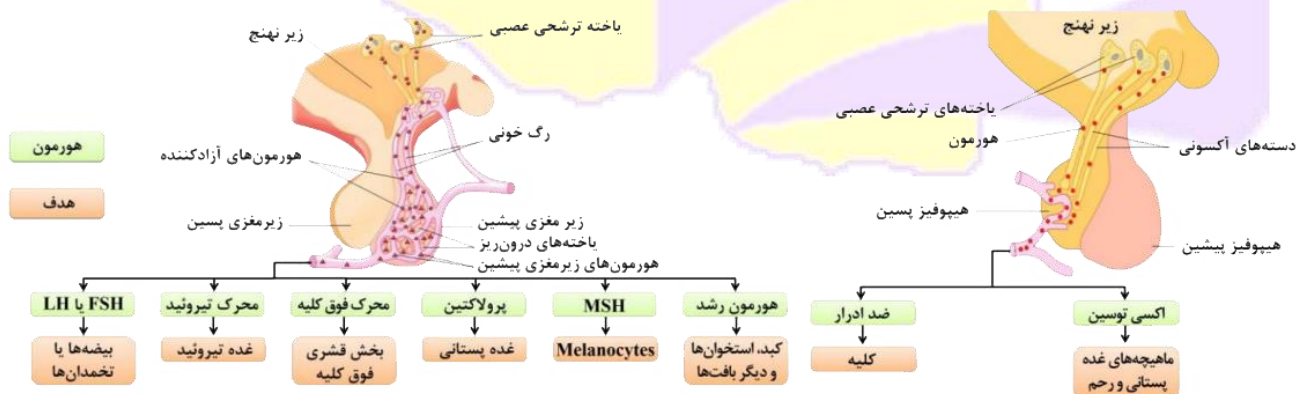 یاخته ترشحی عصبی
زیر نهنج
رگ خونی
هورمون‌های آزادکننده
زیرمغزی پسین
زیر مغزی پیشین
یاخته‌های درون‌ریز
هورمون‌های زیرمغزی پیشین
هورمون
هدف
زیر نهنج
یاخته‌های ترشحی عصبی
هورمون
دسته‌های آکسونی
هیپوفیز پسین
هیپوفیز پیشین
اکسی توسین
ماهیچه‌های غده
پستانی و رحم
ضد ادرار
کلیه
هورمون رشد
کبد، استخوان‌ها
و دیگر بافت‌ها
MSH
Melanocytes
پرولاکتین
غده پستانی
محرک فوق کلیه
بخش قشری
فوق کلیه
محرک تیروئید
غده تیروئید
FSH یا LH
بیضه‌ها یا
تخمدان‌ها